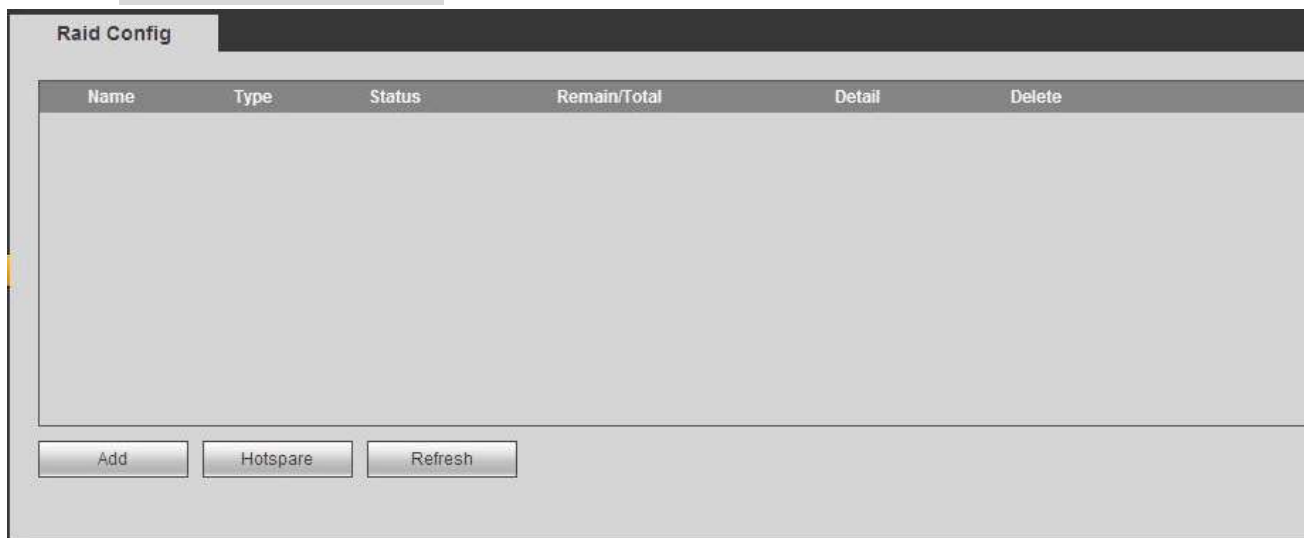 Raid Config
Name Type Status Remain/Total Detail Delete
Add Hotspare Refresh